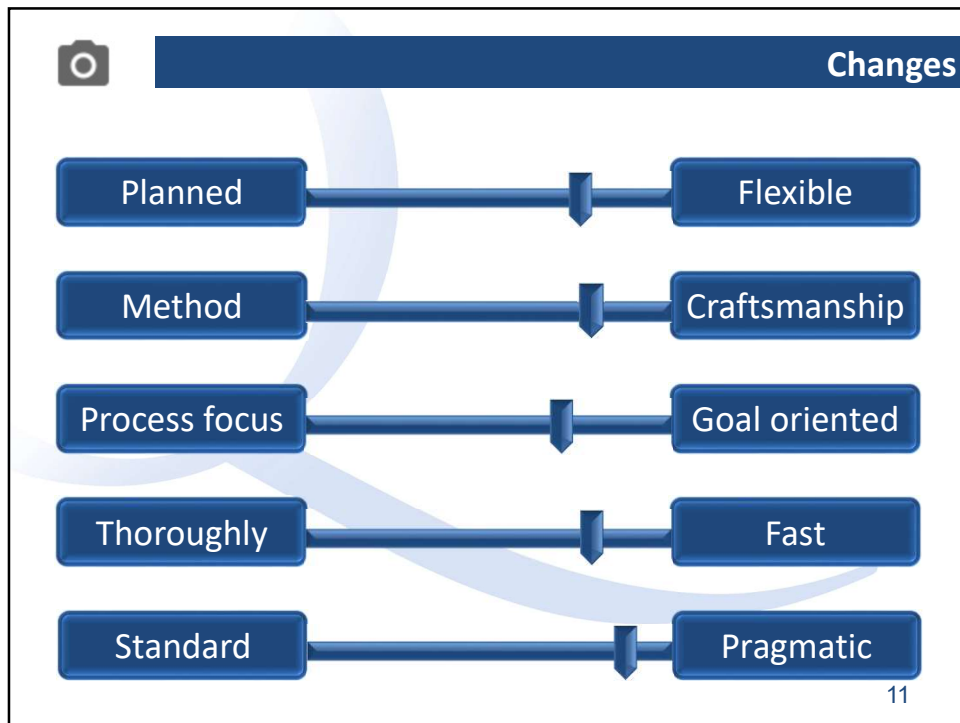 Changes
Planned Flexible
Method Craftsmanship
Process focus Goal oriented
Thoroughly Fast
Standard Pragmatic
11